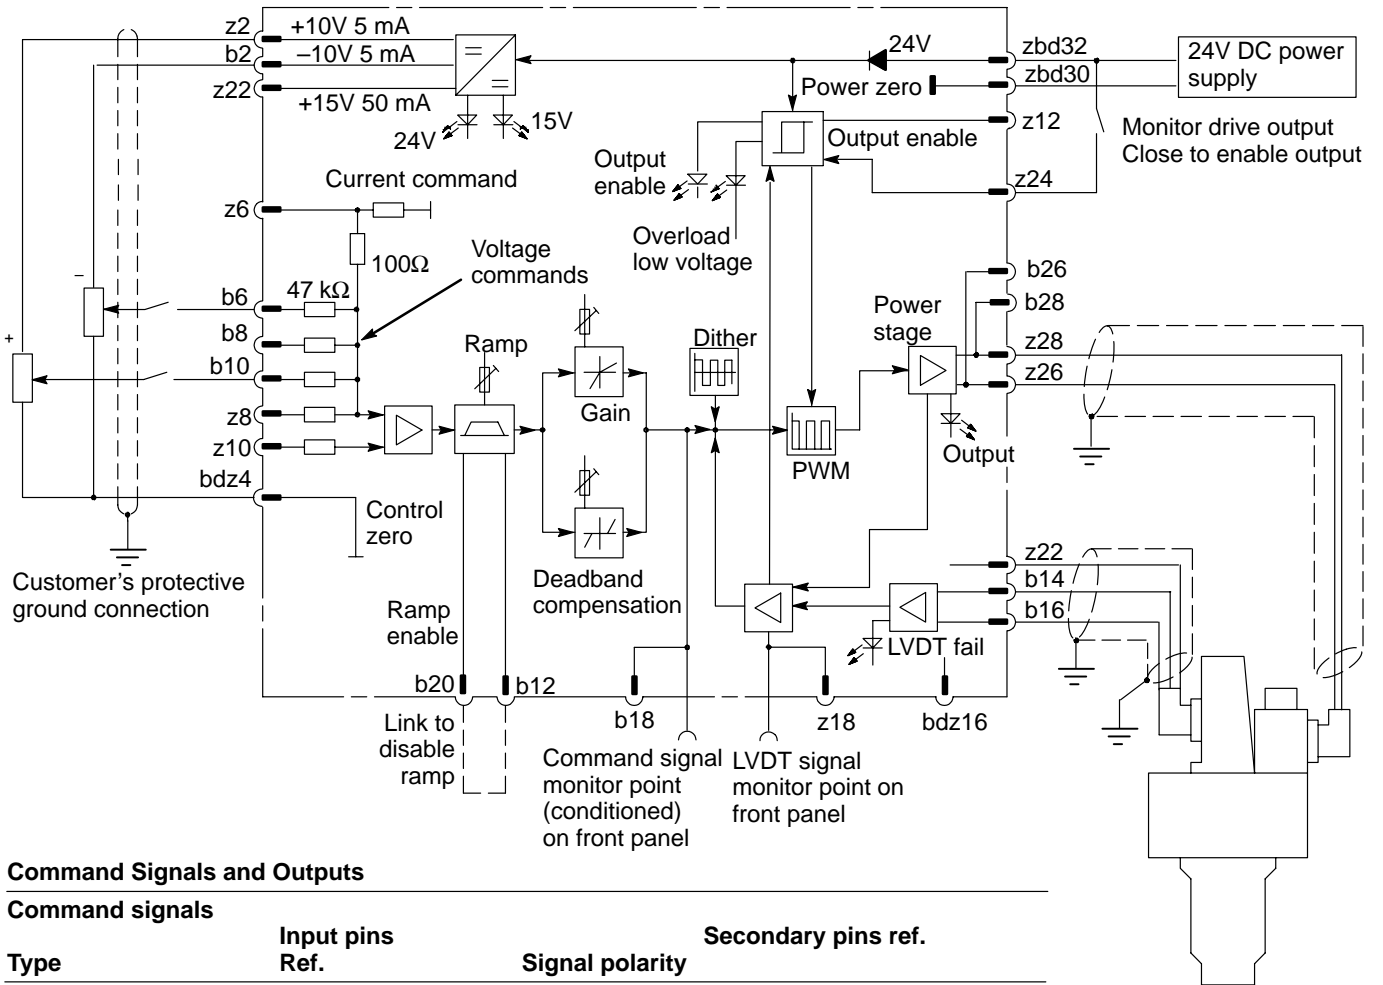 z2
+10V 5 mA
b2
–10V 5 mA
z22
+15V 50 mA
24V
15V
24V
zbd32
24V DC power
supply
Power zero
zbd30
z12
Output enable
Monitor drive output
Close to enable output
Output
enable
z24
Overload
low voltage
Current command
z6
100Ω
Voltage
commands
–
b6
47 kΩ
b8
+
b10
z8
z10
bdz4
Ramp
Gain
Dither
PWM
Power
stage
b26
b28
z28
z26
Output
Control
zero
Customer's protective
ground connection
Deadband
compensation
Ramp
enable
z22
b14
b16
LVDT fail
b20
b12
b18
z18
bdz16
Link to
disable
ramp
Command signal
monitor point
(conditioned)
on front panel
LVDT signal
monitor point on
front panel
Command Signals and Outputs
Command signals
Input pins
Secondary pins ref.
Type
Ref.
Signal polarity